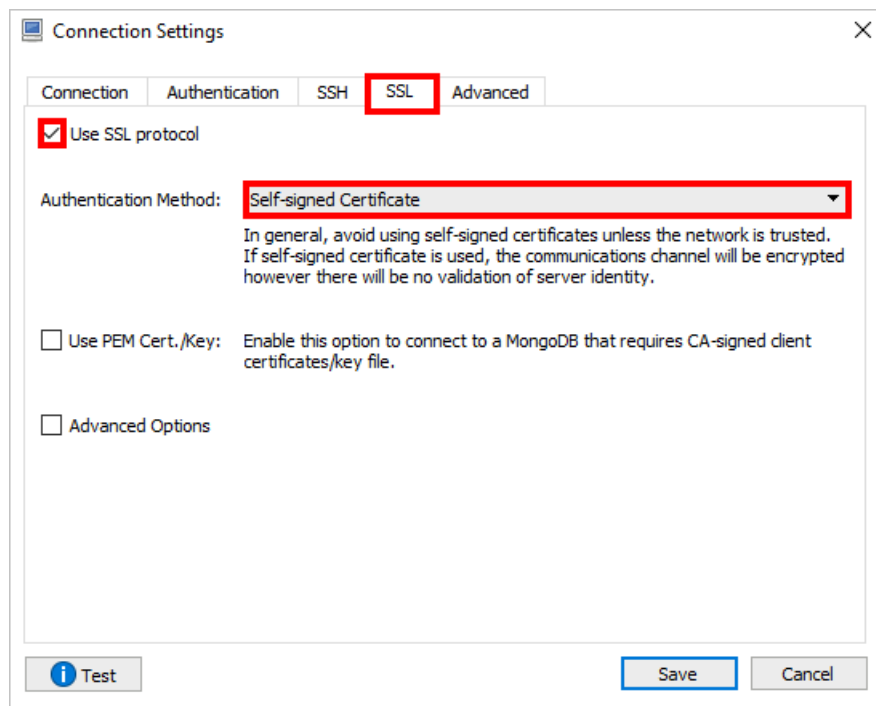 Connection Settings
Connection Authentication SSH SSL Advanced
Use SSL protocol
Authentication Method: Self-signed Certificate
In general, avoid using self-signed certificates unless the network is trusted.
If self-signed certificate is used, the communications channel will be encrypted
however there will be no validation of server identity.
Use PEM Cert./Key: Enable this option to connect to a MongoDB that requires CA-signed client
certificates/key file.
Advanced Options
i Test Save Cancel